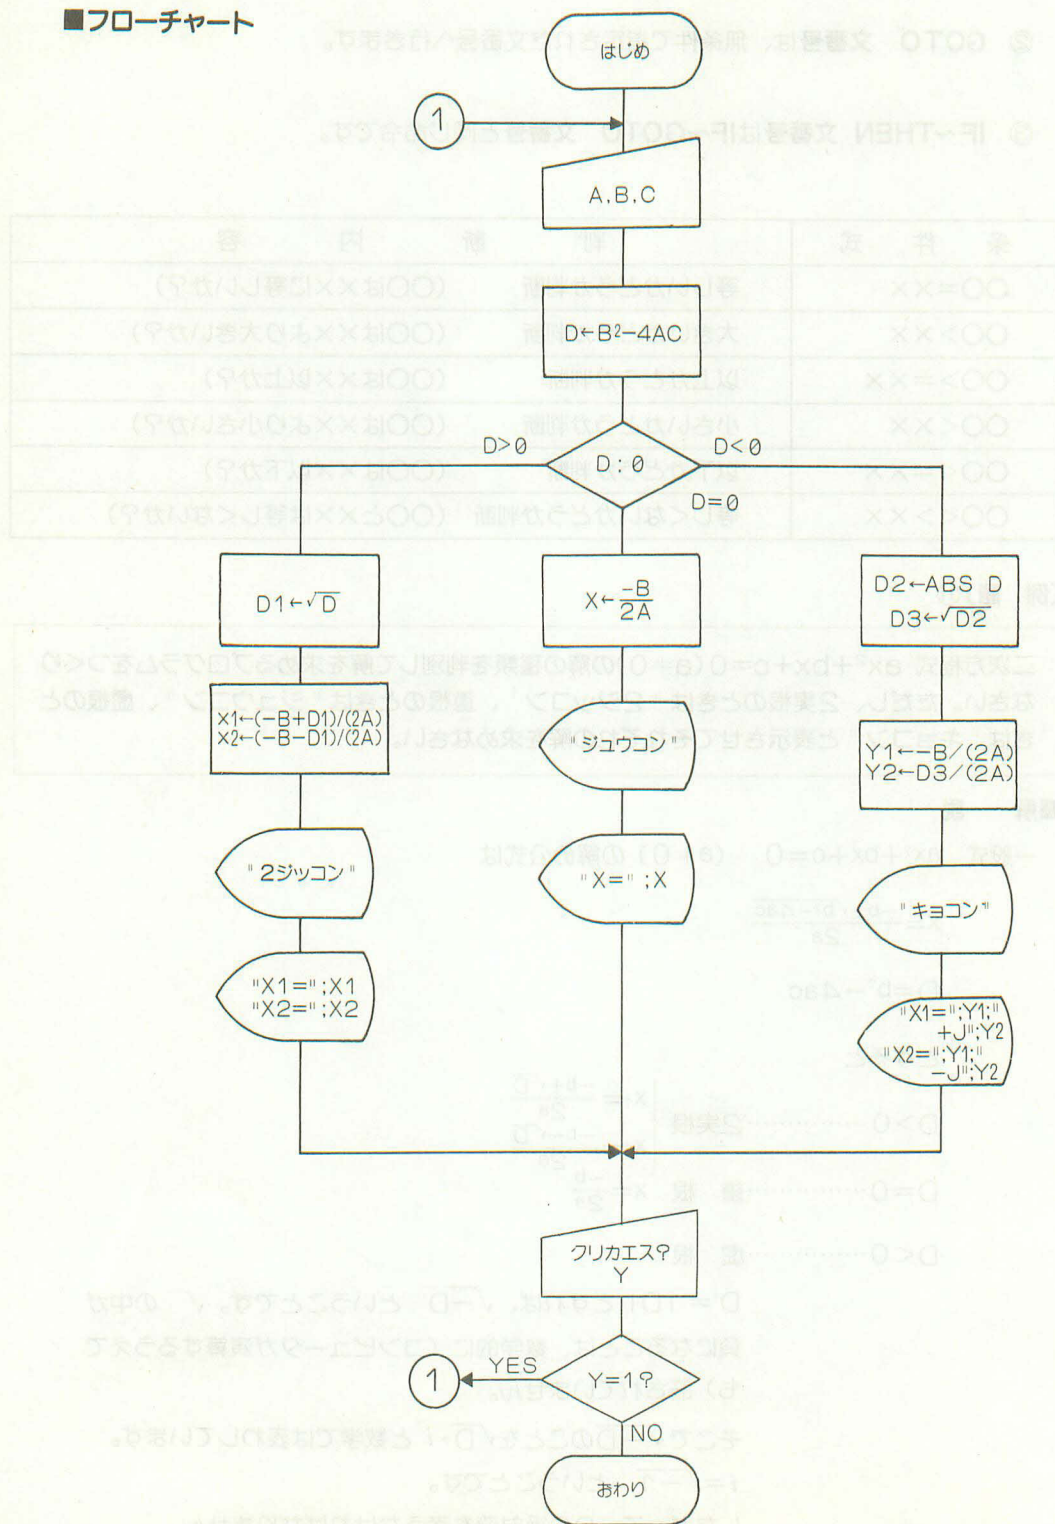 ■フローチャート
はじめ
1
A,B,C
D←B²−4AC
D>0
D:0
D<0
D=0
D1←√D
X←−B/2A
D2←ABS D
D3←√D2
X1←(−B+D1)/(2A)
X2←(−B−D1)/(2A)
"ジュウコン"
Y1←−B/(2A)
Y2←D3/(2A)
"2ジッコン"
"X=";X
"キョコン"
"X1=";X1
"X2=";X2
"X1=";Y1;"
+J";Y2
"X2=";Y1;"
−J";Y2
クリカエス?
Y
1
YES
Y=1?
NO
おわり